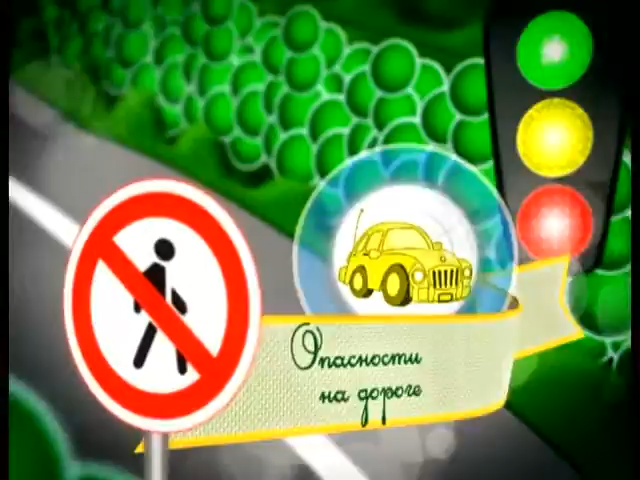 Опасности
на дороге